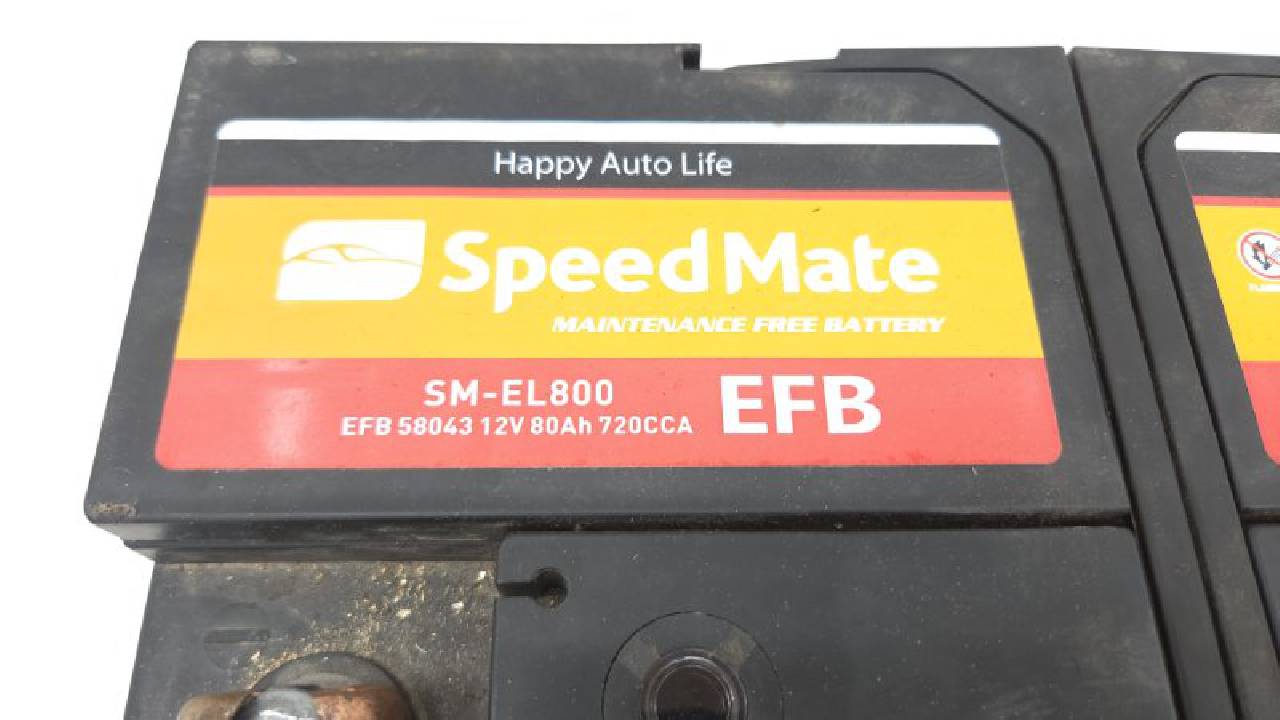 Happy Auto Life
SpeedMate
MAINTENANCE FREE BATTERY
SM-EL800
EFB 58043 12V 80Ah 720CCA
EFB